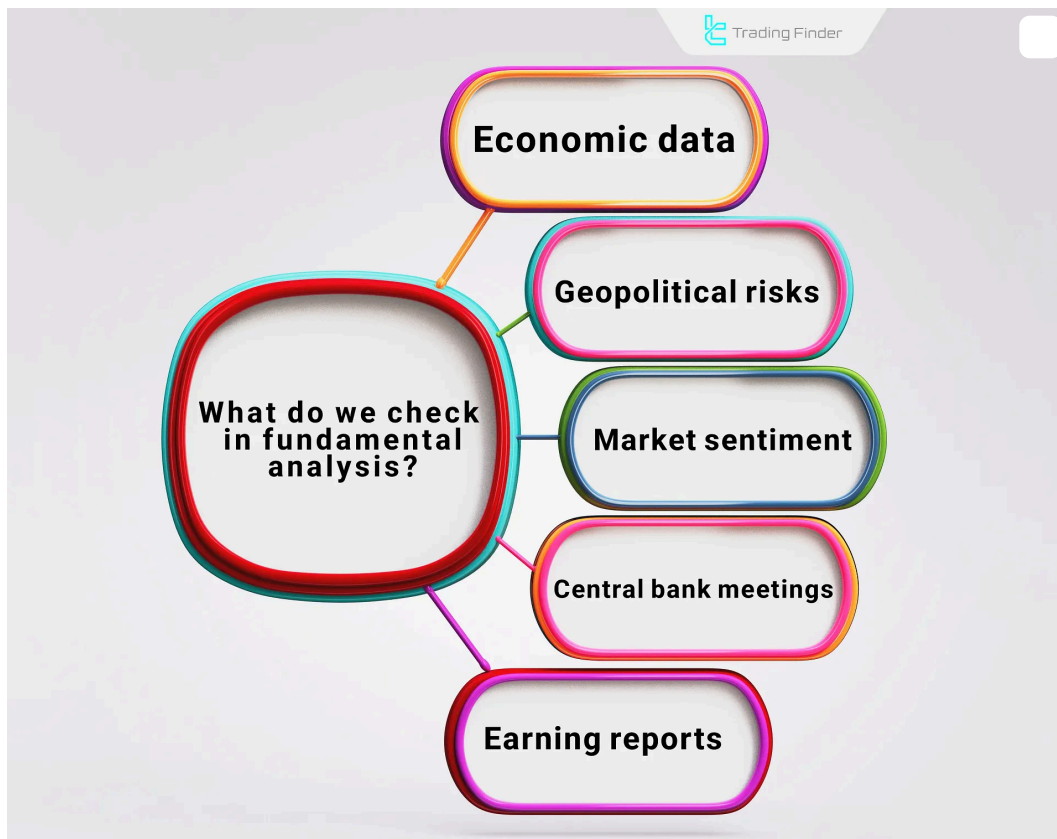 Trading Finder
Economic data
Geopolitical risks
What do we check
in fundamental
analysis?
Market sentiment
Central bank meetings
Earning reports